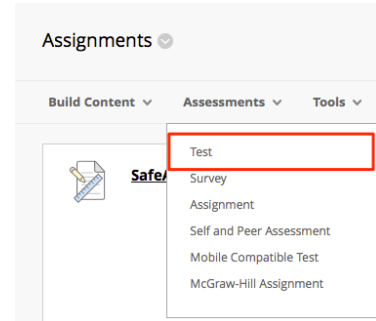 Assignments
Build Content Assessments Tools
Test
SafeA
Survey
Assignment
Self and Peer Assessment
Mobile Compatible Test
McGraw-Hill Assignment